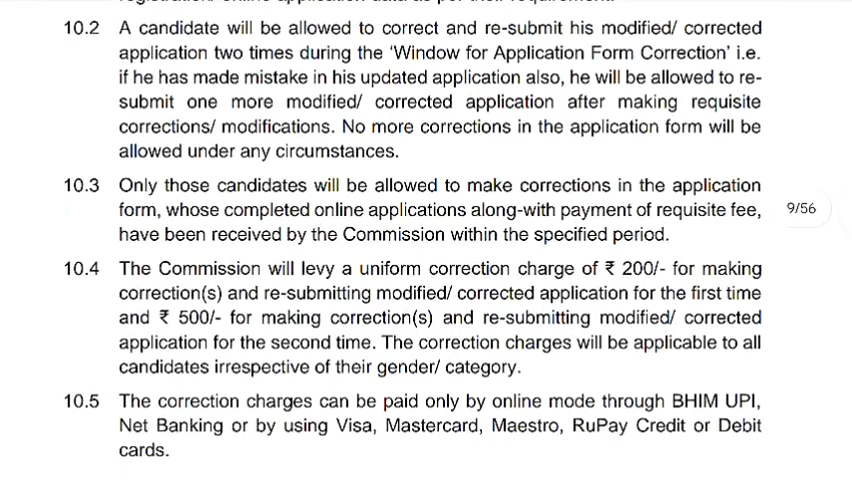 10.2 A candidate will be allowed to correct and re-submit his modified/ corrected
application two times during the ‘Window for Application Form Correction’ i.e.
if he has made mistake in his updated application also, he will be allowed to re-
submit one more modified/ corrected application after making requisite
corrections/ modifications. No more corrections in the application form will be
allowed under any circumstances.
10.3 Only those candidates will be allowed to make corrections in the application
form, whose completed online applications along-with payment of requisite fee,
have been received by the Commission within the specified period.
9/56
10.4 The Commission will levy a uniform correction charge of ₹ 200/- for making
correction(s) and re-submitting modified/ corrected application for the first time
and ₹ 500/- for making correction(s) and re-submitting modified/ corrected
application for the second time. The correction charges will be applicable to all
candidates irrespective of their gender/ category.
10.5 The correction charges can be paid only by online mode through BHIM UPI,
Net Banking or by using Visa, Mastercard, Maestro, RuPay Credit or Debit
cards.